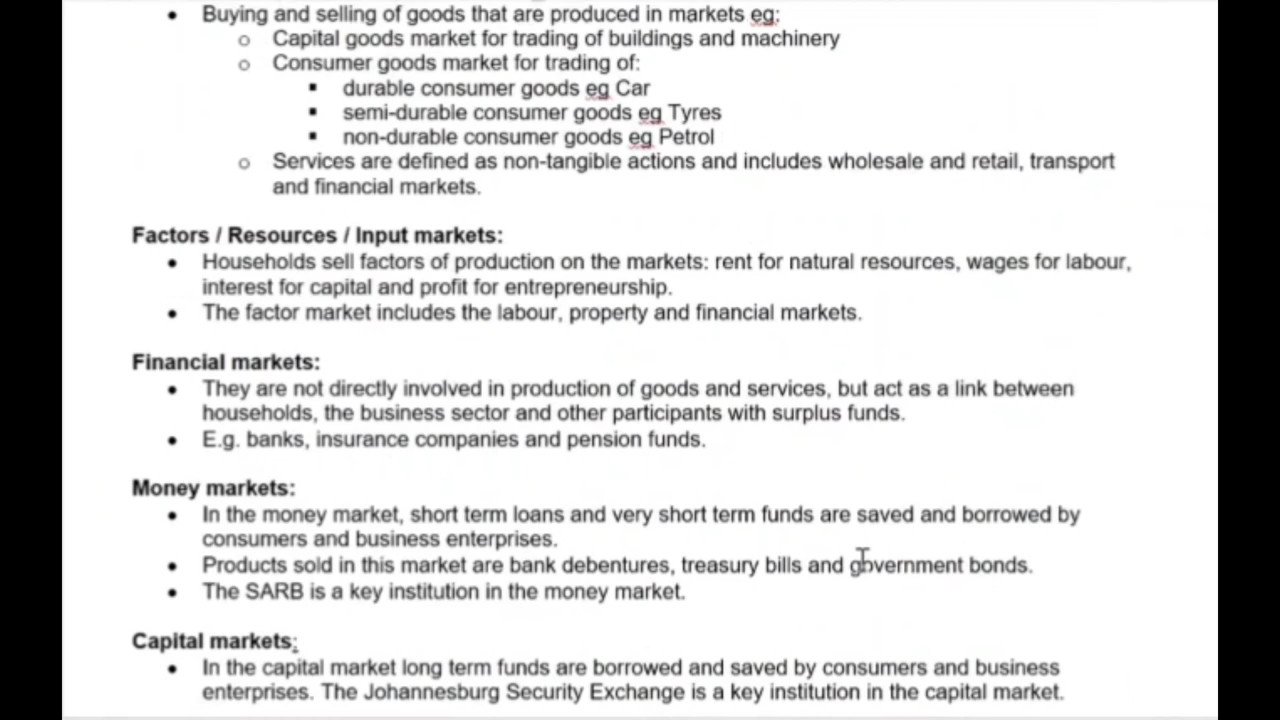 • Buying and selling of goods that are produced in markets eg:
o Capital goods market for trading of buildings and machinery
o Consumer goods market for trading of:
▪ durable consumer goods eg Car
▪ semi-durable consumer goods eg Tyres
▪ non-durable consumer goods eg Petrol
o Services are defined as non-tangible actions and includes wholesale and retail, transport
and financial markets.
Factors / Resources / Input markets:
• Households sell factors of production on the markets: rent for natural resources, wages for labour,
interest for capital and profit for entrepreneurship.
• The factor market includes the labour, property and financial markets.
Financial markets:
• They are not directly involved in production of goods and services, but act as a link between
households, the business sector and other participants with surplus funds.
• E.g. banks, insurance companies and pension funds.
Money markets:
• In the money market, short term loans and very short term funds are saved and borrowed by
consumers and business enterprises.
• Products sold in this market are bank debentures, treasury bills and government bonds.
• The SARB is a key institution in the money market.
Capital markets:
• In the capital market long term funds are borrowed and saved by consumers and business
enterprises. The Johannesburg Security Exchange is a key institution in the capital market.